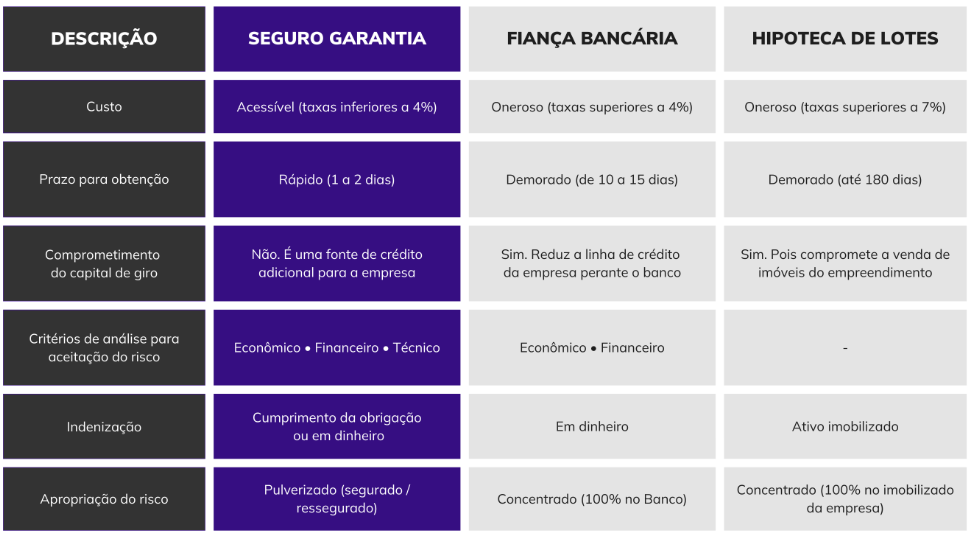 DESCRIÇÃO
SEGURO GARANTIA
FIANÇA BANCÁRIA
HIPOTECA DE LOTES
Custo
Acessível (taxas inferiores a 4%)
Oneroso (taxas superiores a 4%)
Oneroso (taxas superiores a 7%)
Prazo para obtenção
Rápido (1 a 2 dias)
Demorado (de 10 a 15 dias)
Demorado (até 180 dias)
Comprometimento
do capital de giro
Não. É uma fonte de crédito
adicional para a empresa
Sim. Reduz a linha de crédito
da empresa perante o banco
Sim. Pois compromete a venda de
imóveis do empreendimento
Critérios de análise para
aceitação do risco
Econômico • Financeiro • Técnico
Econômico • Financeiro
-
Indenização
Cumprimento da obrigação
ou em dinheiro
Em dinheiro
Ativo imobilizado
Apropriação do risco
Pulverizado (segurado /
ressegurado)
Concentrado (100% no Banco)
Concentrado (100% no imobilizado
da empresa)